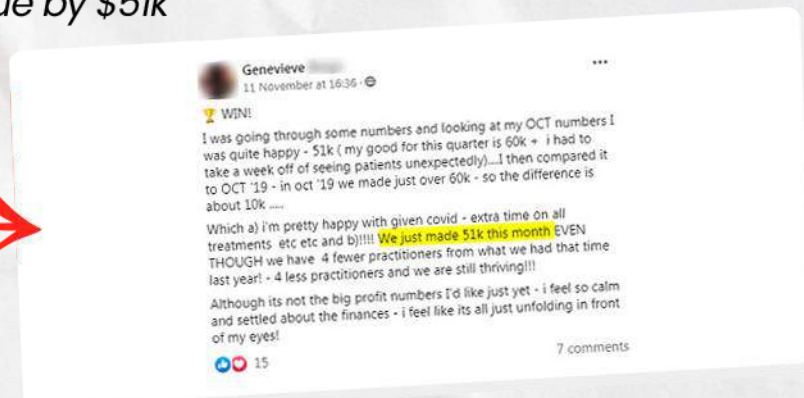 ue by $51k
Genevieve
11 November at 16:36 ·
WIN!
I was going through some numbers and looking at my OCT numbers I
was quite happy - 51k ( my good for this quarter is 60k + i had to
take a week off of seeing patients unexpectedly)....I then compared it
to OCT '19 - in oct '19 we made just over 60k - so the difference is
about 10k .....
Which a) i'm pretty happy with given covid - extra time on all
treatments etc etc and b)!!!! We just made 51k this month EVEN
THOUGH we have 4 fewer practitioners from what we had that time
last year! - 4 less practitioners and we are still thriving!!!
Although its not the big profit numbers I'd like just yet - i feel so calm
and settled about the finances - i feel like its all just unfolding in front
of my eyes!
15
7 comments